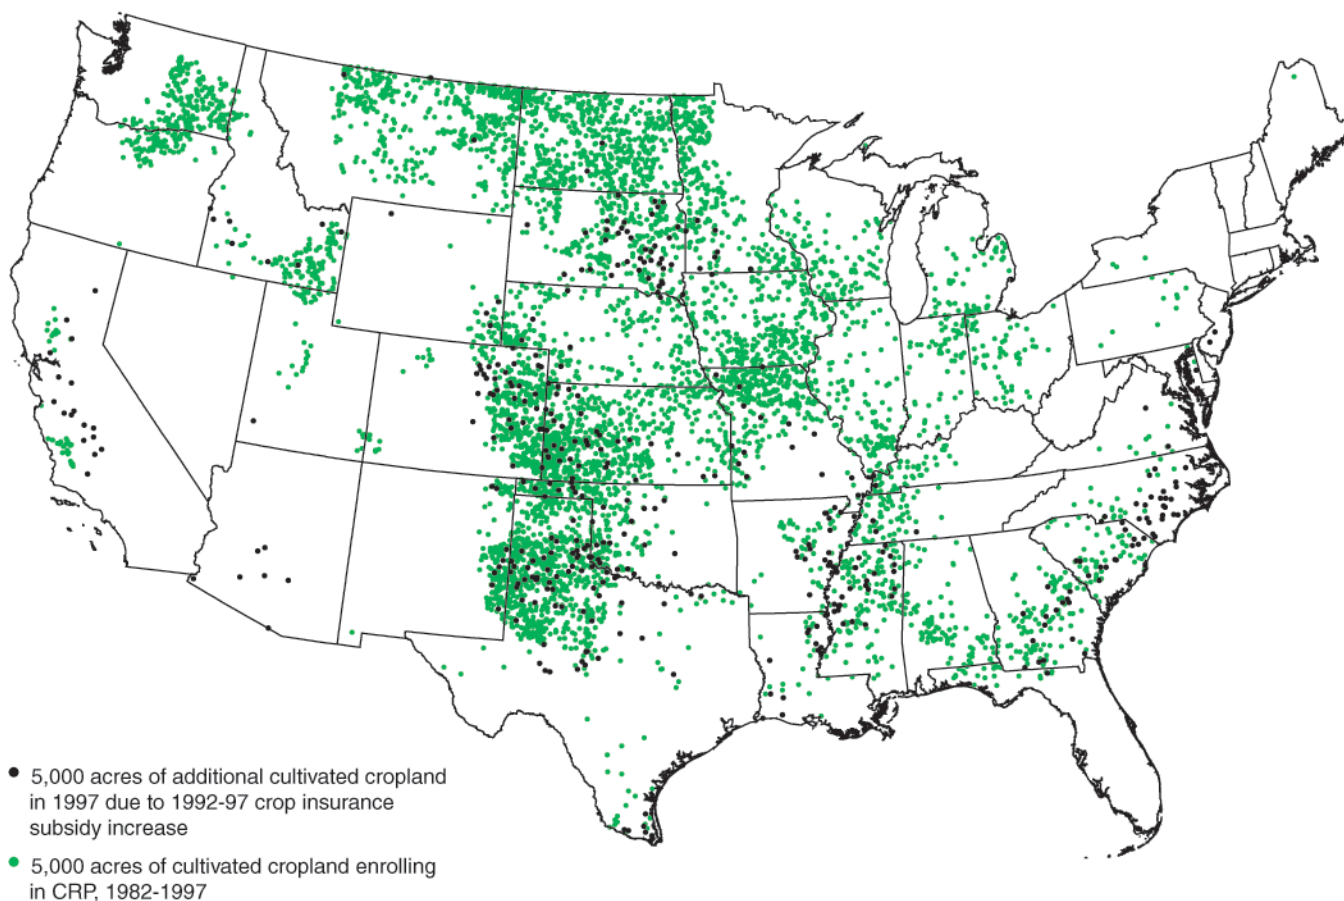 5,000 acres of additional cultivated cropland
in 1997 due to 1992-97 crop insurance
subsidy increase
5,000 acres of cultivated cropland enrolling
in CRP, 1982-1997